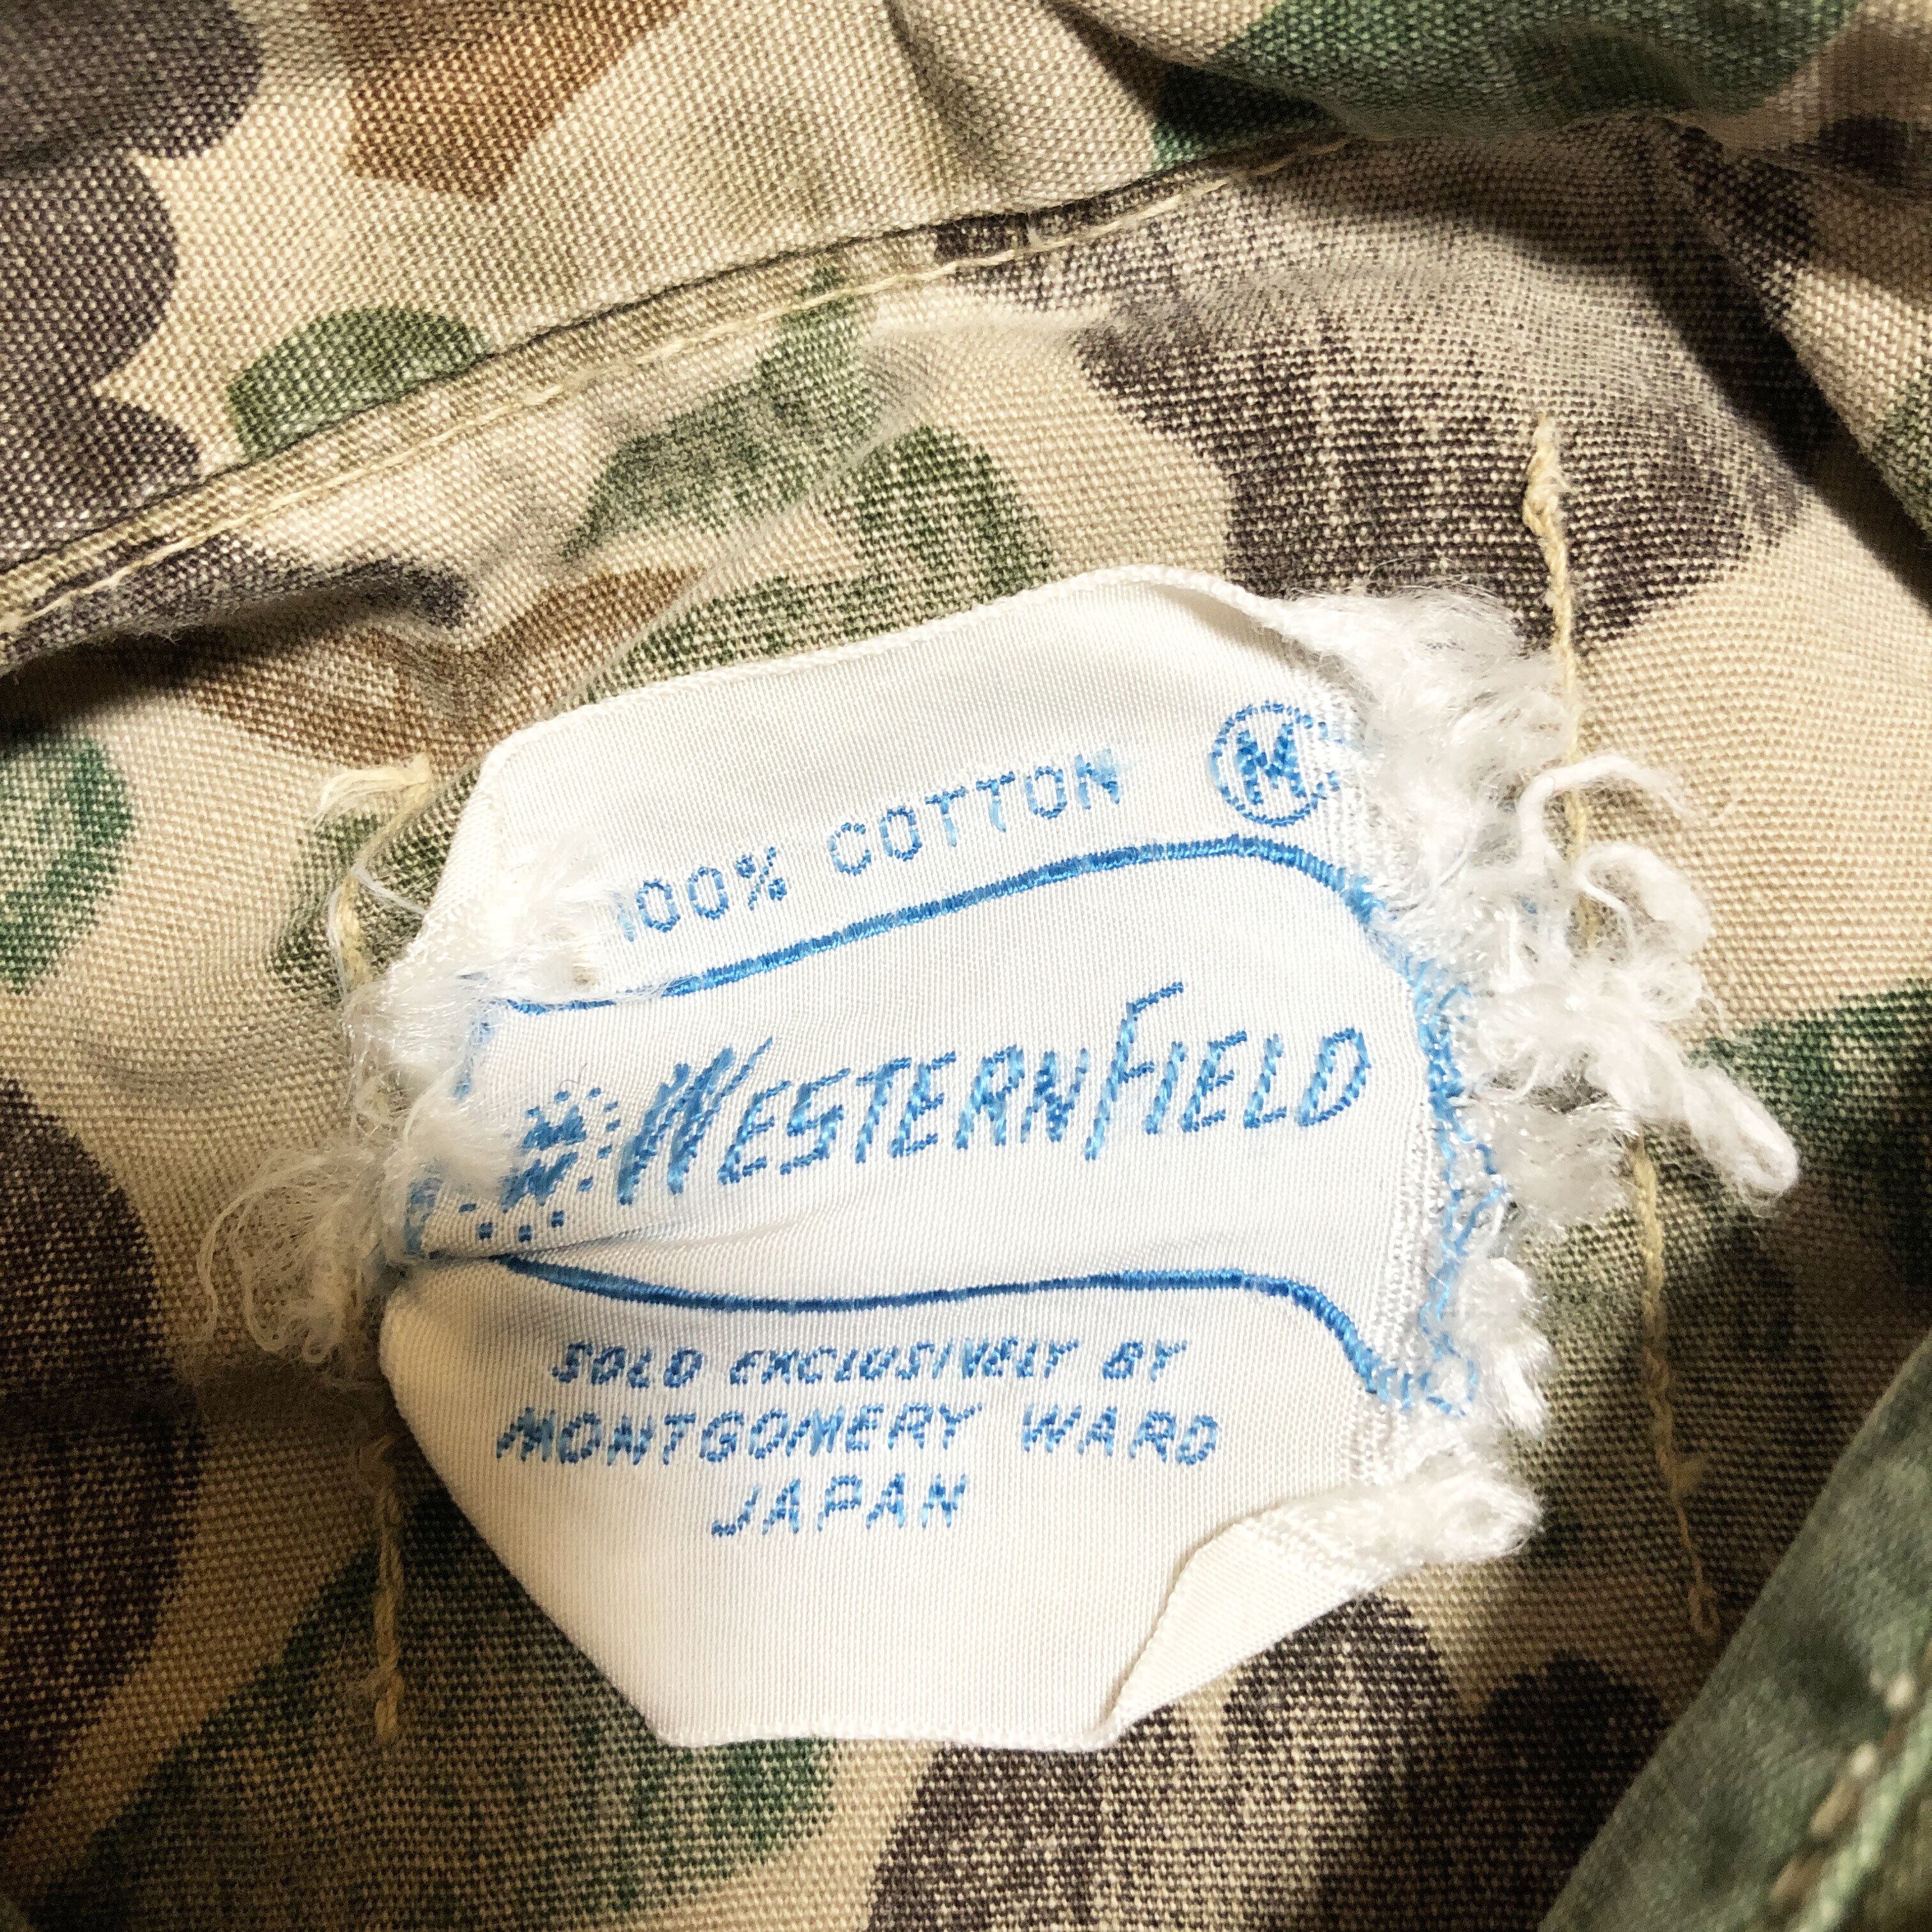 100% COTTON M
WESTERNFIELD
SOLD EXCLUSIVELY BY
MONTGOMERY WARD
JAPAN